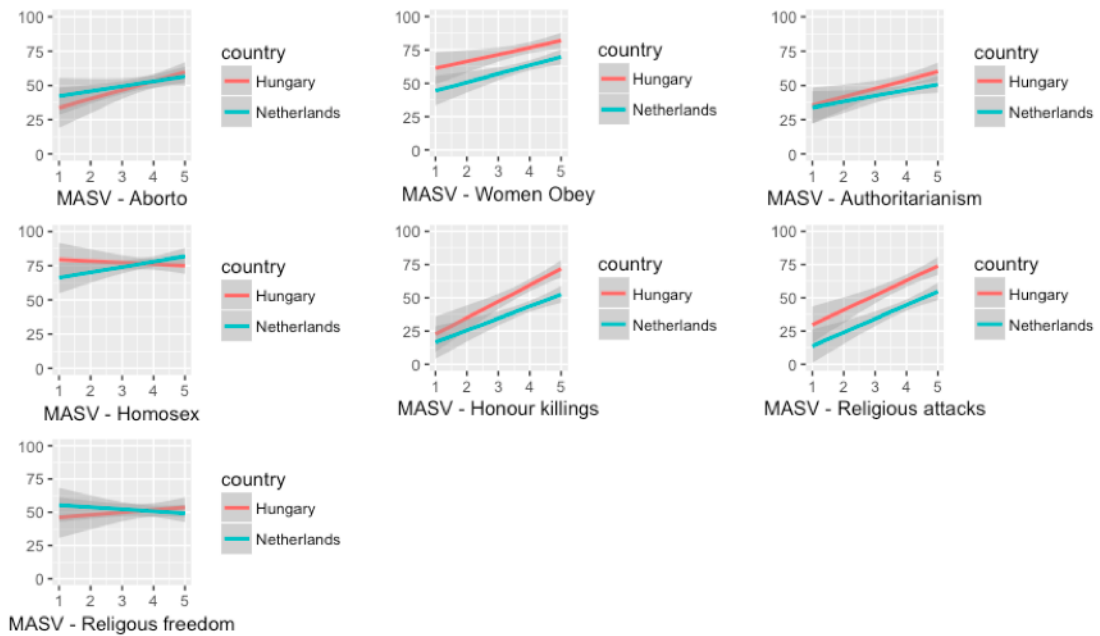 100
75
50
25
0
1 2 3 4 5
MASV - Aborto
country
Hungary
Netherlands
100
75
50
25
0
1 2 3 4 5
MASV - Women Obey
country
Hungary
Netherlands
100
75
50
25
0
1 2 3 4 5
MASV - Authoritarianism
country
Hungary
Netherlands
100
75
50
25
0
1 2 3 4 5
MASV - Homosex
country
Hungary
Netherlands
100
75
50
25
0
1 2 3 4 5
MASV - Honour killings
country
Hungary
Netherlands
100
75
50
25
0
1 2 3 4 5
MASV - Religious attacks
country
Hungary
Netherlands
100
75
50
25
0
1 2 3 4 5
MASV - Religous freedom
country
Hungary
Netherlands